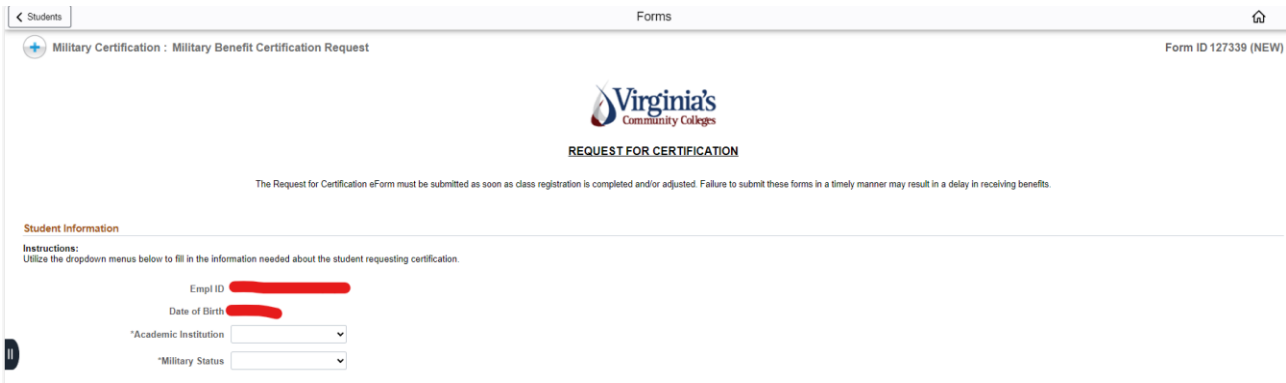 Students
Forms
Military Certification : Military Benefit Certification Request
Form ID 127339 (NEW)
Virginia's
Community Colleges
REQUEST FOR CERTIFICATION
The Request for Certification eForm must be submitted as soon as class registration is completed and/or adjusted. Failure to submit these forms in a timely manner may result in a delay in receiving benefits.
Student Information
Instructions:
Utilize the dropdown menus below to fill in the information needed about the student requesting certification.
Empl ID
Date of Birth
*Academic Institution
*Military Status